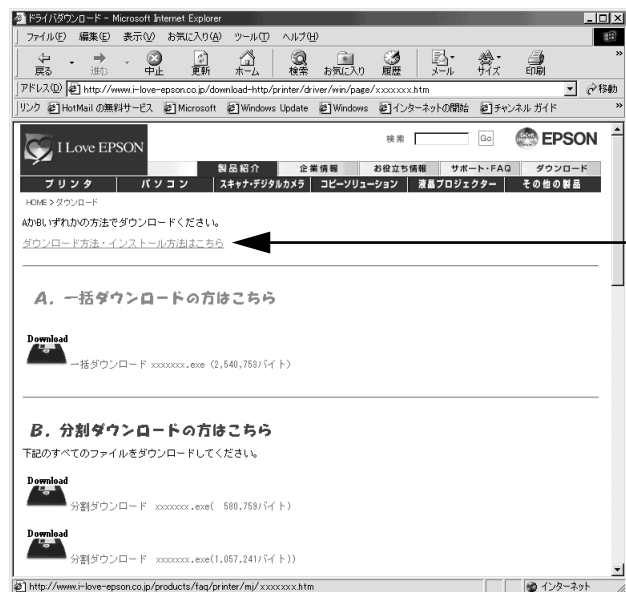 ドライバダウンロード - Microsoft Internet Explorer
ファイル(F) 編集(E) 表示(V) お気に入り(A) ツール(T) ヘルプ(H)
戻る 進む 中止 更新 ホーム 検索 お気に入り 履歴 メール サイズ 印刷
アドレス(D) http://www.i-love-epson.co.jp/download-http/printer/driver/win/page/xxxxxxx.htm 移動
リンク HotMail の無料サービス Microsoft Windows Update Windows インターネットの開始 チャンネル ガイド
I Love EPSON
検索 Go EPSON
製品紹介 企業情報 お役立ち情報 サポート・FAQ ダウンロード
プリンタ パソコン スキャナ・デジタルカメラ コピーソリューション 液晶プロジェクター その他の製品
HOME > ダウンロード
AかBいずれかの方法でダウンロードください。
ダウンロード方法・インストール方法はこちら
A. 一括ダウンロードの方はこちら
Download
一括ダウンロード xxxxxxx.exe (2,540,753バイト)
B. 分割ダウンロードの方はこちら
下記のすべてのファイルをダウンロードしてください。
Download
分割ダウンロード xxxxxxx.exe( 580,759バイト)
Download
分割ダウンロード xxxxxxx.exe(1,057,241バイト))
http://www.i-love-epson.co.jp/products/faq/printer/mj/xxxxxxx.htm インターネット